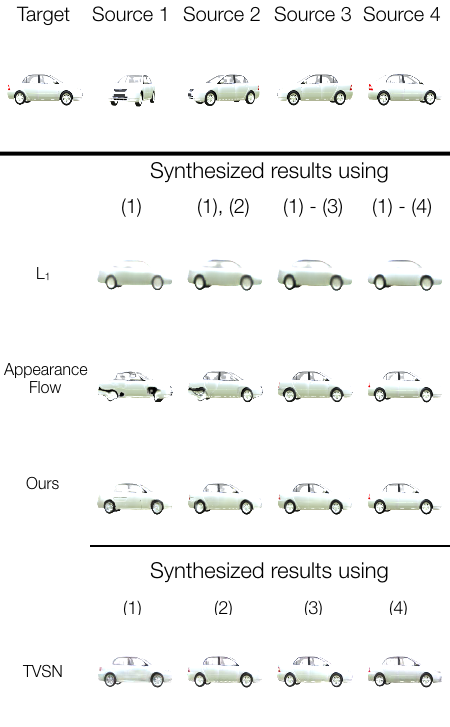 Target Source 1 Source 2 Source 3 Source 4
Synthesized results using
(1) (1), (2) (1) - (3) (1) - (4)
L₁
Appearance
Flow
Ours
Synthesized results using
(1) (2) (3) (4)
TVSN